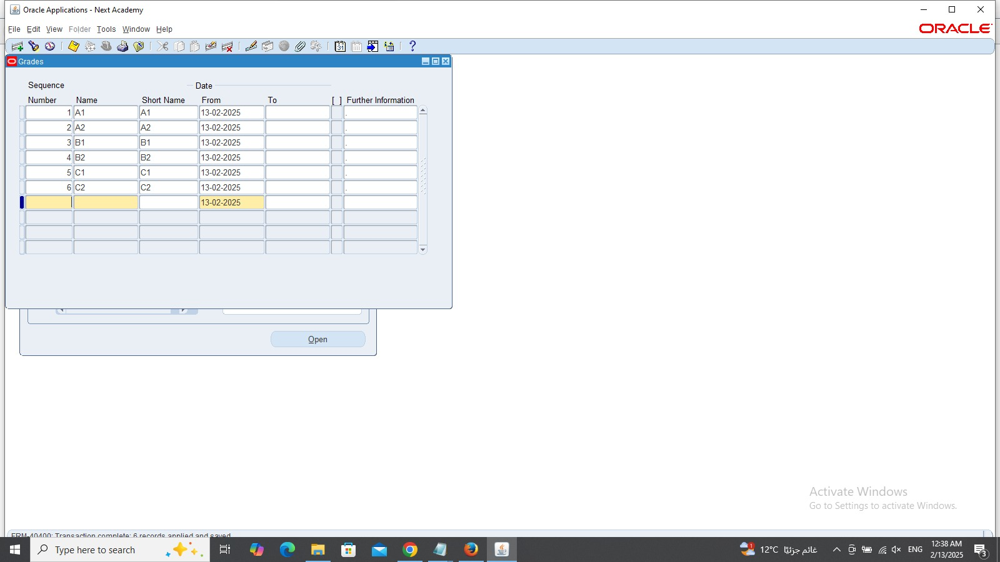 Oracle Applications - Next Academy
File Edit View Folder Tools Window Help
ORACLE
31
?
Grades
Sequence
Date
Number Name Short Name From To [ ] Further Information
1 A1 A1 13-02-2025 .
2 A2 A2 13-02-2025 .
3 B1 B1 13-02-2025 .
4 B2 B2 13-02-2025 .
5 C1 C1 13-02-2025 .
6 C2 C2 13-02-2025 .
13-02-2025
Open
Activate Windows
Go to Settings to activate Windows.
FRM-40400: Transaction complete: 6 records applied and saved.
Type here to search
1
12°C غائم جزئيًا
ENG
12:38 AM
2/13/2025
3